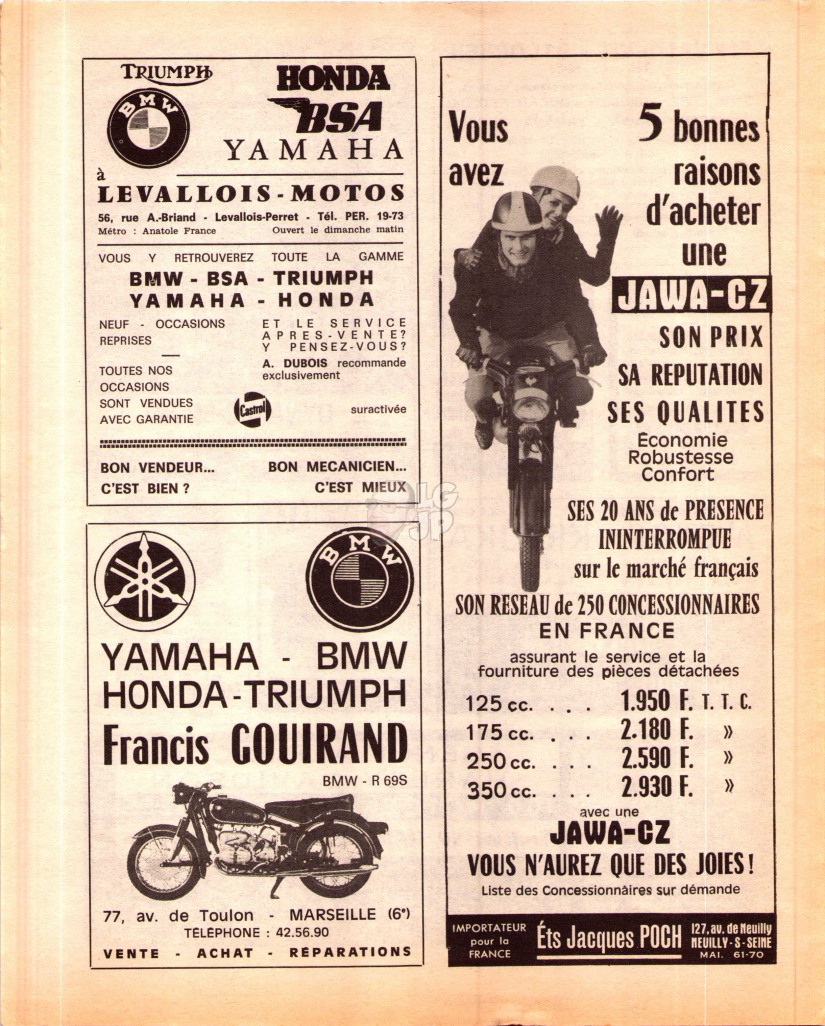 TRIUMPH
HONDA
BMW
BSA
YAMAHA
à
LEVALLOIS-MOTOS
56, rue A.-Briand - Levallois-Perret - Tél. PER. 19-73
Métro : Anatole France Ouvert le dimanche matin
VOUS Y RETROUVEREZ TOUTE LA GAMME
BMW - BSA - TRIUMPH
YAMAHA - HONDA
NEUF - OCCASIONS
REPRISES
TOUTES NOS
OCCASIONS
SONT VENDUES
AVEC GARANTIE
ET LE SERVICE
APRES-VENTE?
Y PENSEZ-VOUS?
A. DUBOIS recommande
exclusivement
Castrol
suractivée
BON VENDEUR...
C'EST BIEN ?
BON MECANICIEN...
C'EST MIEUX
LG
JP
BMW
YAMAHA - BMW
HONDA-TRIUMPH
Francis GOUIRAND
BMW - R 69S
77, av. de Toulon - MARSEILLE (6e)
TÉLÉPHONE : 42.56.90
VENTE - ACHAT - RÉPARATIONS
Vous
avez
5 bonnes
raisons
d'acheter
une
JAWA-CZ
SON PRIX
SA REPUTATION
SES QUALITES
Économie
Robustesse
Confort
SES 20 ANS de PRESENCE
ININTERROMPUE
sur le marché français
SON RESEAU de 250 CONCESSIONNAIRES
EN FRANCE
assurant le service et la
fourniture des pièces détachées
125 cc. . . . 1.950 F. T. T. C.
175 cc. . . . 2.180 F. »
250 cc. . . . 2.590 F. »
350 cc. . . . 2.930 F. »
avec une
JAWA-CZ
VOUS N'AUREZ QUE DES JOIES !
Liste des Concessionnaires sur démande
IMPORTATEUR
pour la
FRANCE
Éts Jacques POCH
127, av. de Neuilly
NEUILLY-S-SEINE
MAI. 61-70